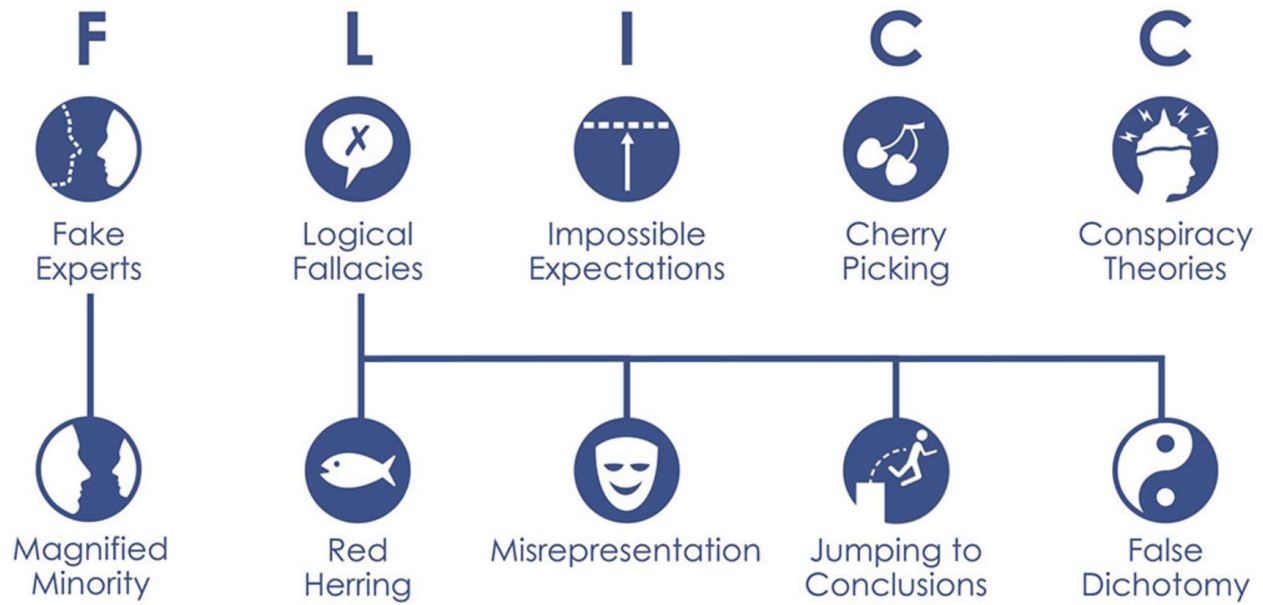 F L I C C
Fake
Experts
Logical
Fallacies
Impossible
Expectations
Cherry
Picking
Conspiracy
Theories
Magnified
Minority
Red
Herring
Misrepresentation
Jumping to
Conclusions
False
Dichotomy